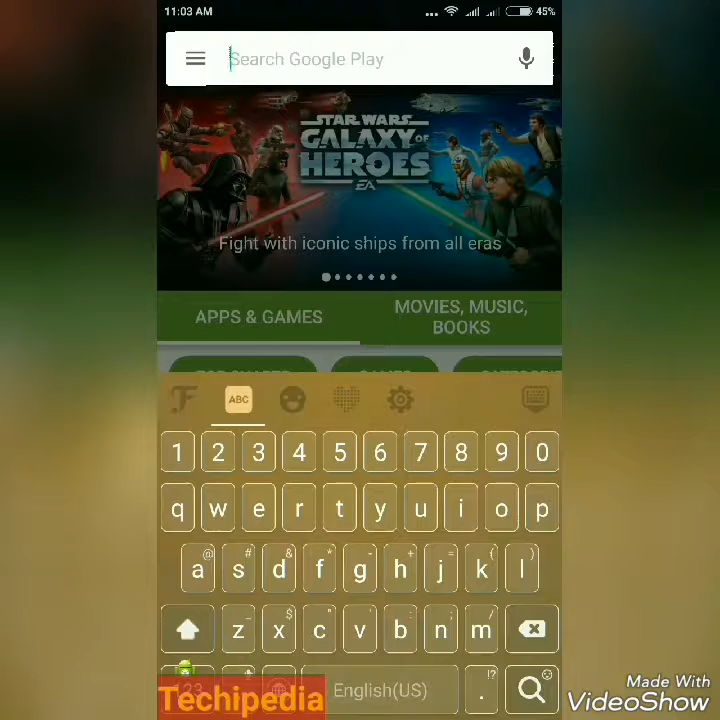 11:03 AM
45%
Search Google Play
STAR WARS
GALAXY OF
HEROES
EA
Fight with iconic ships from all eras
APPS & GAMES
MOVIES, MUSIC,
BOOKS
ABC
1 2 3 4 5 6 7 8 9 0
q w e r t y u i o p
@ # & * - + = ( )
a s d f g h j k l
_ $ " ' : ; /
z x c v b n m
English(US) . !?
Techipedia
Made With
VideoShow